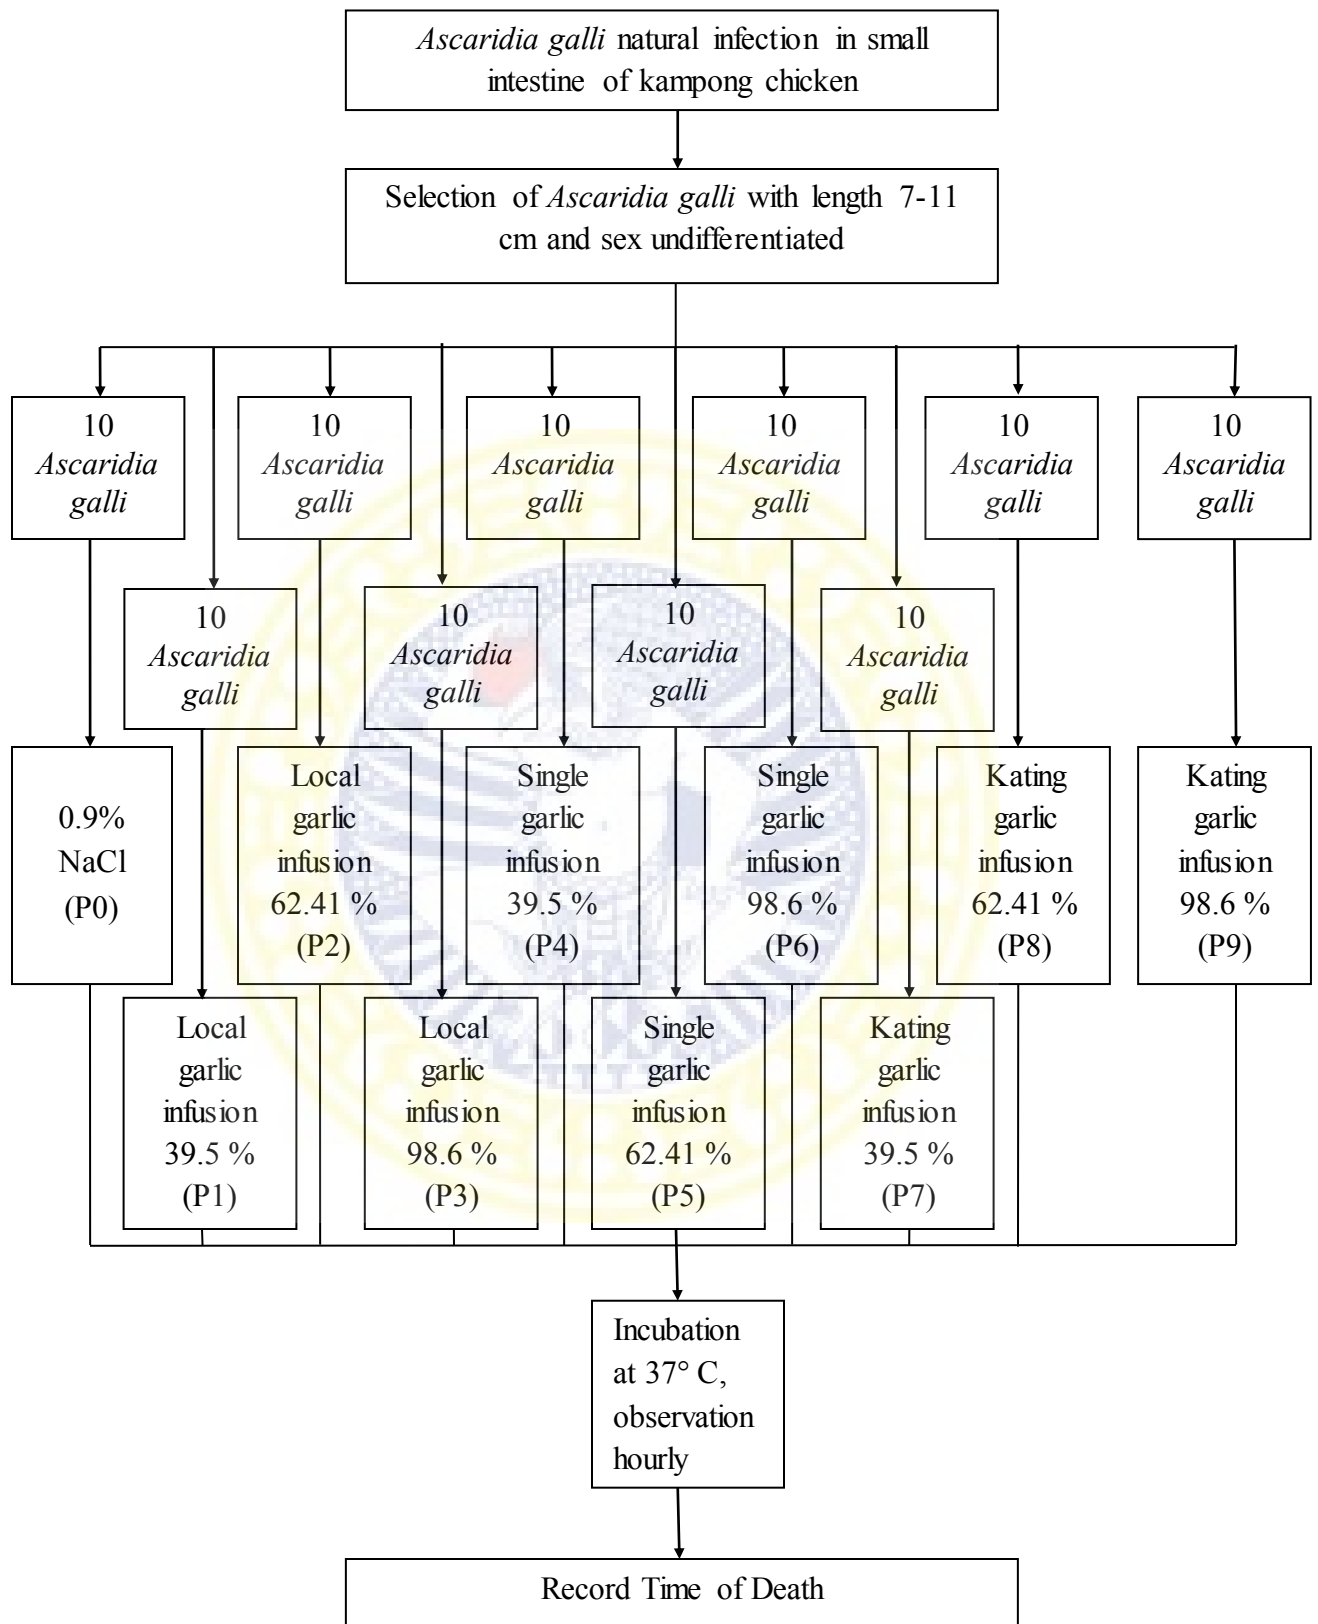 Ascaridia galli natural infection in small
intestine of kampong chicken
Selection of Ascaridia galli with length 7-11
cm and sex undifferentiated
10
Ascaridia
galli
10
Ascaridia
galli
10
Ascaridia
galli
10
Ascaridia
galli
10
Ascaridia
galli
10
Ascaridia
galli
10
Ascaridia
galli
10
Ascaridia
galli
10
Ascaridia
galli
10
Ascaridia
galli
0.9%
NaCl
(P0)
Local
garlic
infusion
62.41 %
(P2)
Single
garlic
infusion
39.5 %
(P4)
Single
garlic
infusion
98.6 %
(P6)
Kating
garlic
infusion
62.41 %
(P8)
Kating
garlic
infusion
98.6 %
(P9)
Local
garlic
infusion
39.5 %
(P1)
Local
garlic
infusion
98.6 %
(P3)
Single
garlic
infusion
62.41 %
(P5)
Kating
garlic
infusion
39.5 %
(P7)
Incubation
at 37° C,
observation
hourly
Record Time of Death